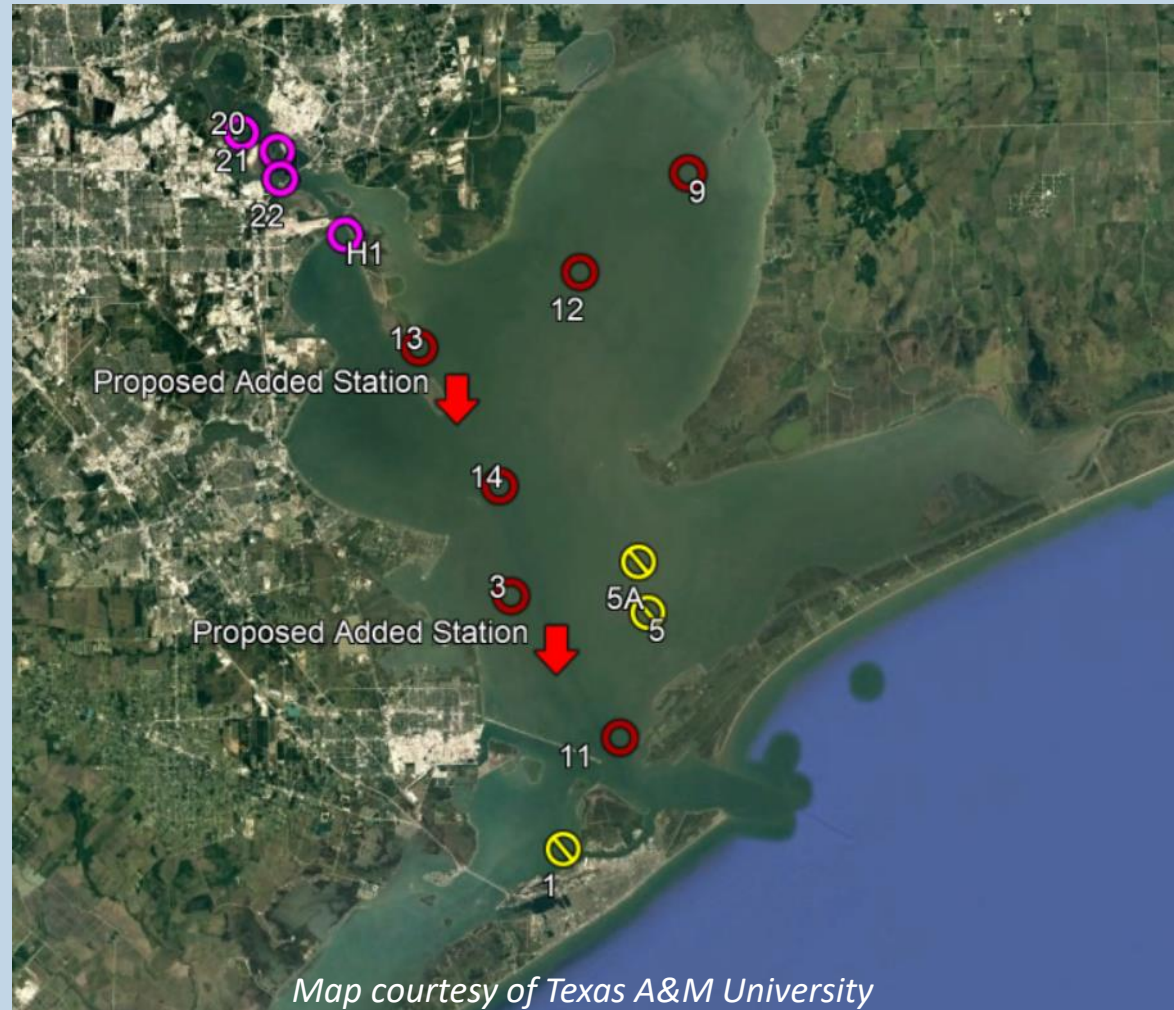 20
21
22
H1
9
12
13
Proposed Added Station
14
5A
3
5
Proposed Added Station
11
1
Map courtesy of Texas A&M University